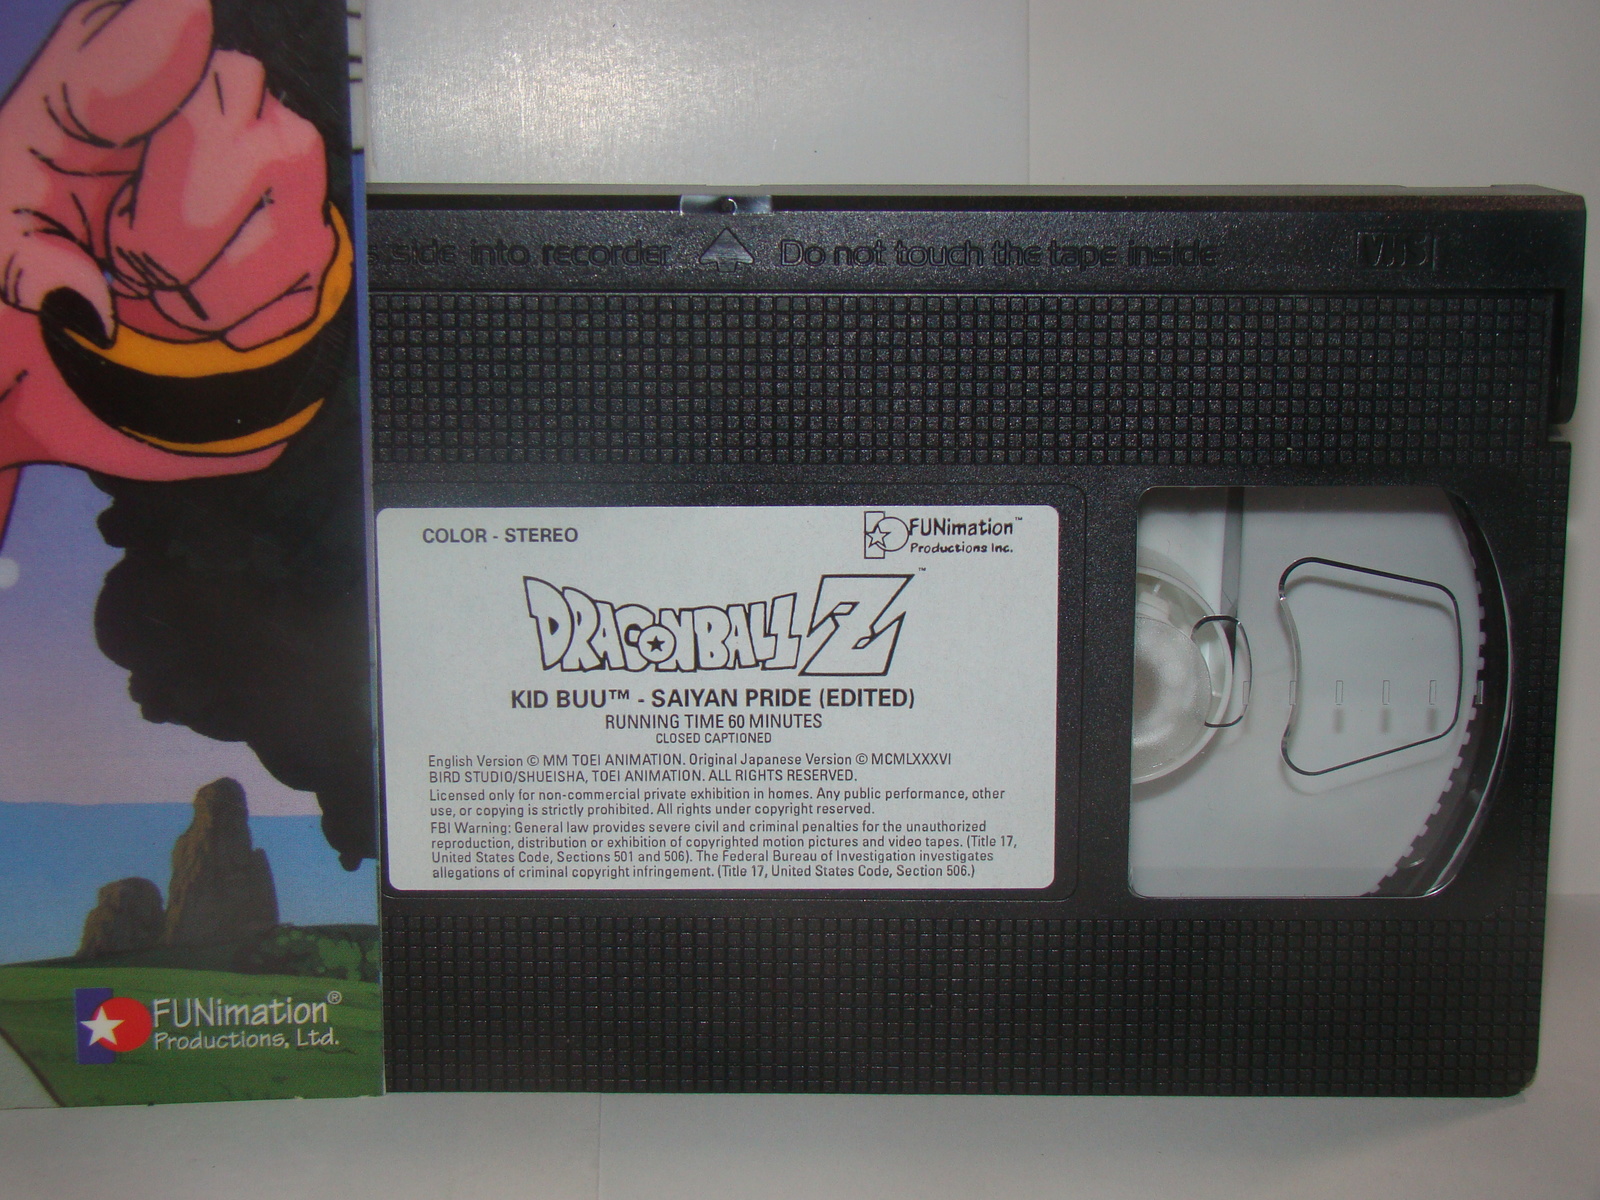 side into recorder Do not touch the tape inside VHS
COLOR - STEREO
FUNimation™
Productions Inc.
DRAGONBALL Z™
KID BUU™ - SAIYAN PRIDE (EDITED)
RUNNING TIME 60 MINUTES
CLOSED CAPTIONED
English Version © MM TOEI ANIMATION. Original Japanese Version © MCMLXXXVI
BIRD STUDIO/SHUEISHA, TOEI ANIMATION. ALL RIGHTS RESERVED.
Licensed only for non-commercial private exhibition in homes. Any public performance, other
use, or copying is strictly prohibited. All rights under copyright reserved.
FBI Warning: General law provides severe civil and criminal penalties for the unauthorized
reproduction, distribution or exhibition of copyrighted motion pictures and video tapes. (Title 17,
United States Code, Sections 501 and 506). The Federal Bureau of Investigation investigates
allegations of criminal copyright infringement. (Title 17, United States Code, Section 506.)
FUNimation®
Productions, Ltd.